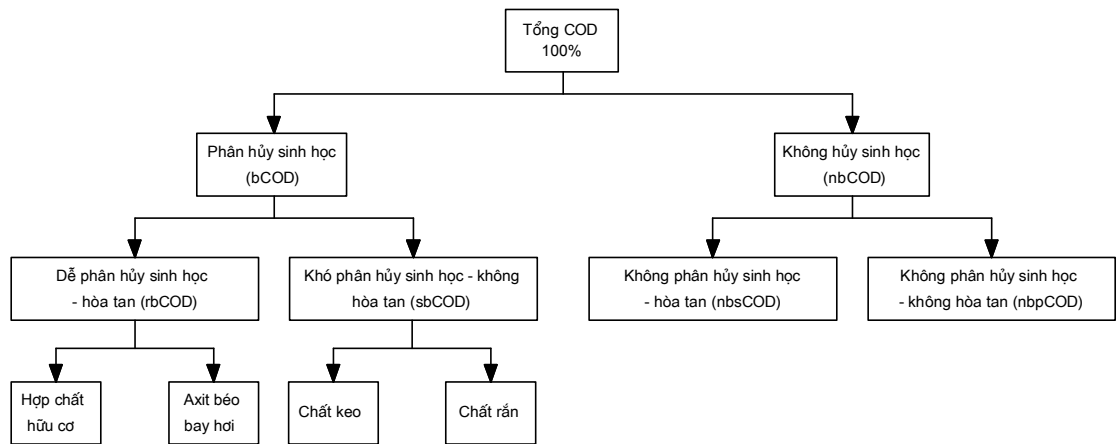 Tổng COD
100%
Phân hủy sinh học
(bCOD)
Không hủy sinh học
(nbCOD)
Dễ phân hủy sinh học
- hòa tan (rbCOD)
Khó phân hủy sinh học - không
hòa tan (sbCOD)
Không phân hủy sinh học
- hòa tan (nbsCOD)
Không phân hủy sinh học
- không hòa tan (nbpCOD)
Hợp chất
hữu cơ
Axit béo
bay hơi
Chất keo
Chất rắn